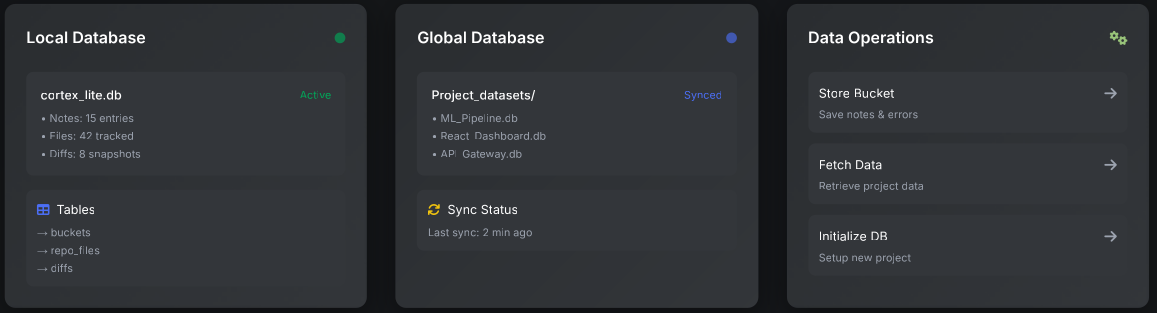 Local Database
cortex_lite.db
Active
• Notes: 15 entries
• Files: 42 tracked
• Diffs: 8 snapshots
Tables
→ buckets
→ repo_files
→ diffs
Global Database
Project_datasets/
Synced
• ML_Pipeline.db
• React_Dashboard.db
• API_Gateway.db
Sync Status
Last sync: 2 min ago
Data Operations
Store Bucket →
Save notes & errors
Fetch Data →
Retrieve project data
Initialize DB →
Setup new project